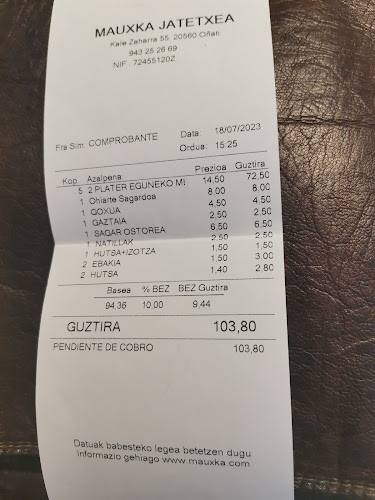 MAUXKA JATETXEA
Kale Zaharra 55, 20560 Oñati
943 25 26 69
NIF : 72455120Z
Fra Sim. COMPROBANTE Data: 18/07/2023
Ordua: 15:25
Kop. Azalpena Prezioa Guztira
5 2 PLATER EGUNEKO ME 14,50 72,50
1 Ohiarte Sagardoa 8,00 8,00
1 GOXUA 4,50 4,50
1 GAZTAIA 2,50 2,50
1 SAGAR OSTOREA 6,50 6,50
1 NATILLAK 2,50 2,50
1 HUTSA+IZOTZA 1,50 1,50
2 EBAKIA 1,50 3,00
2 HUTSA 1,40 2,80
Basea % BEZ BEZ Guztira
94,36 10,00 9,44
GUZTIRA 103,80
PENDIENTE DE COBRO 103,80
Datuak babesteko legea betetzen dugu
Informazio gehiago www.mauxka.com